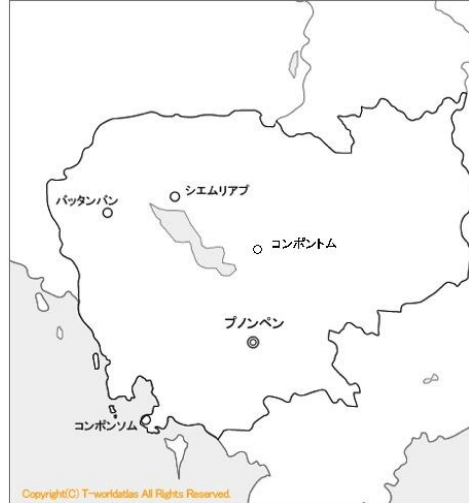 シエムリアプ
バッタンバン
コンポントム
プノンペン
コンポンソム
Copyright(C) T-worldatlas All Rights Reserved.